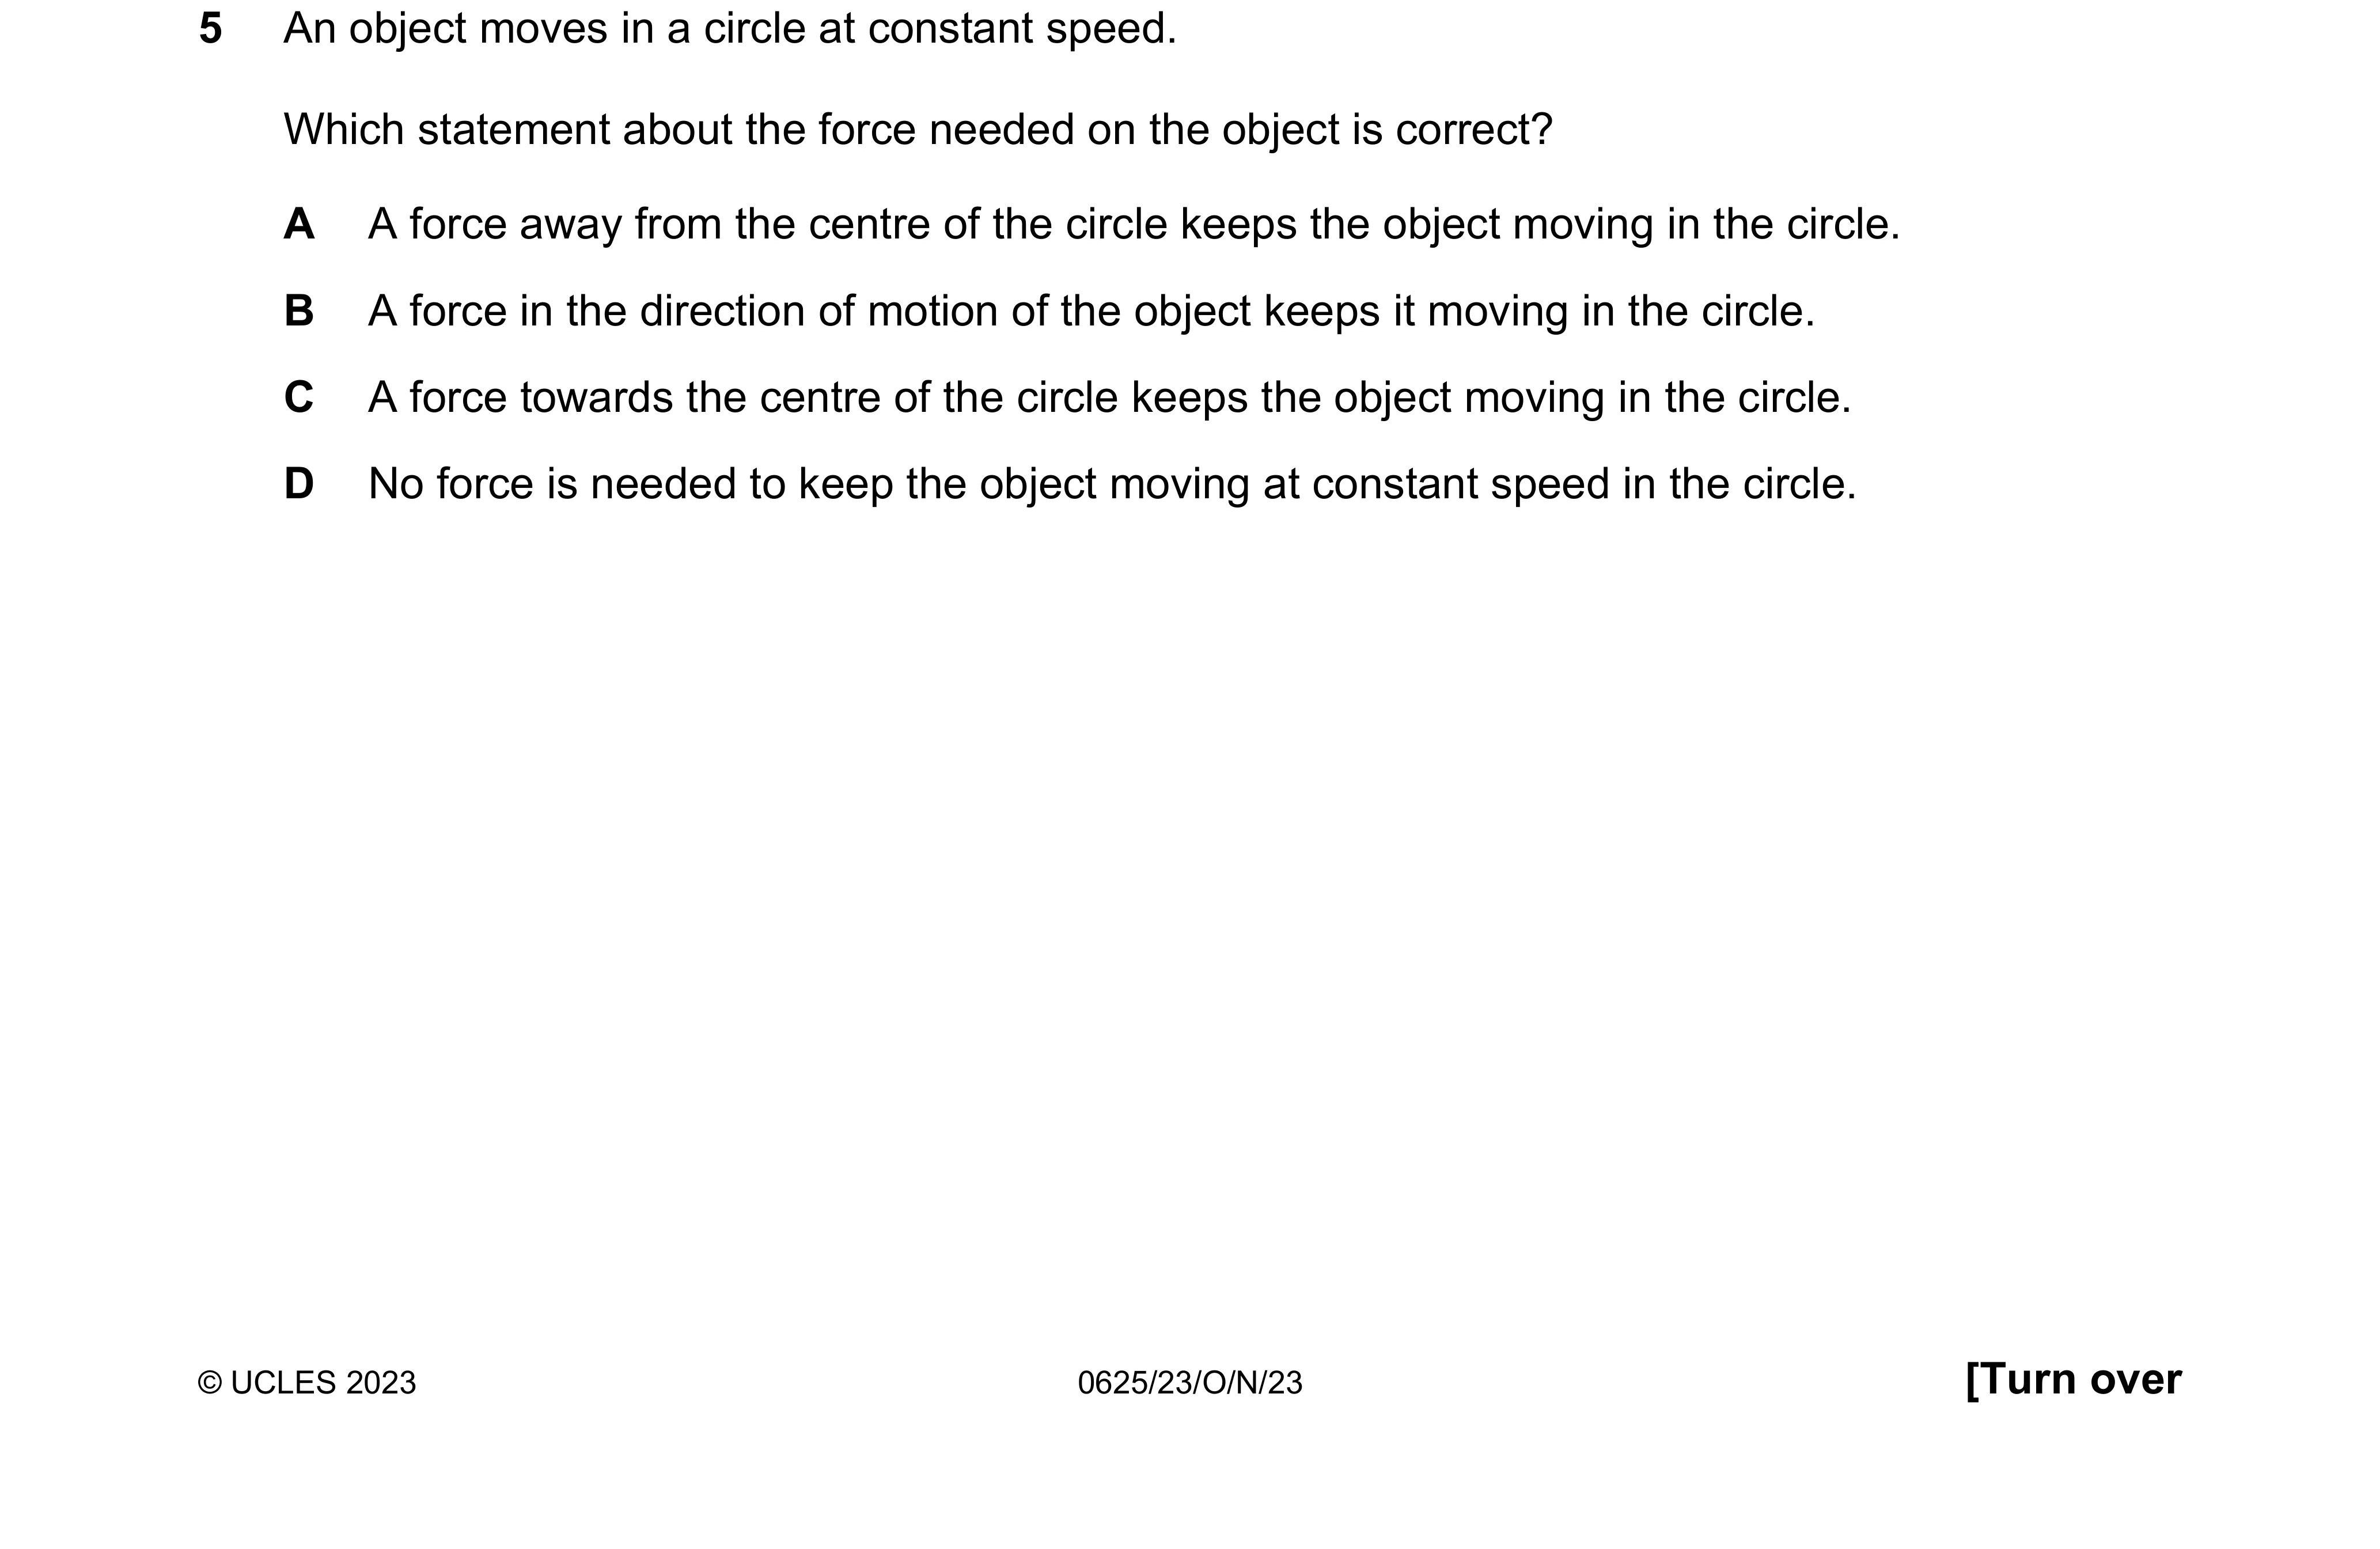 5 An object moves in a circle at constant speed.
Which statement about the force needed on the object is correct?
A A force away from the centre of the circle keeps the object moving in the circle.
B A force in the direction of motion of the object keeps it moving in the circle.
C A force towards the centre of the circle keeps the object moving in the circle.
D No force is needed to keep the object moving at constant speed in the circle.
© UCLES 2023 0625/23/O/N/23 [Turn over